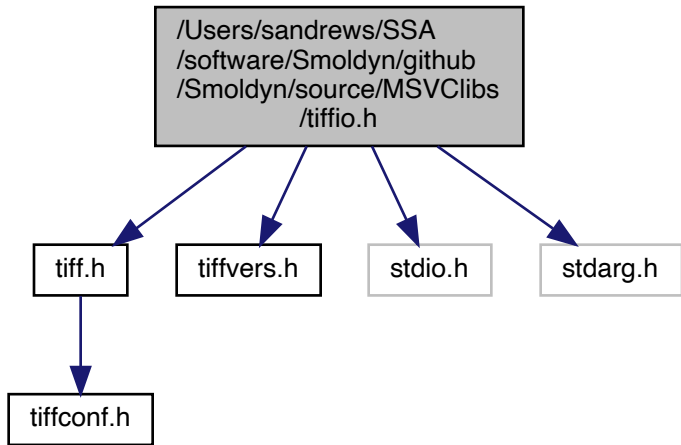 /Users/sandrews/SSA
/software/Smoldyn/github
/Smoldyn/source/MSVClibs
/tiffio.h
tiff.h
tiffvers.h
stdio.h
stdarg.h
tiffconf.h